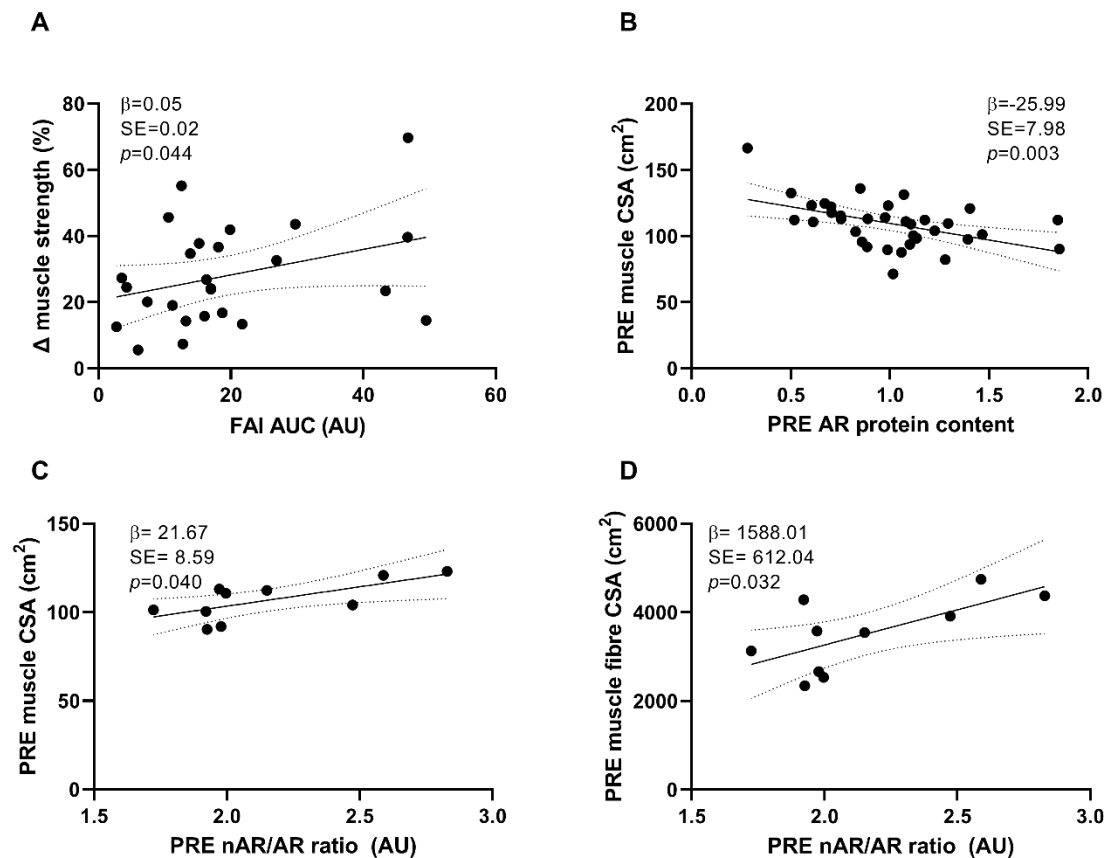 A
β=0.05
SE=0.02
p=0.044
80
60
40
20
0
Δ muscle strength (%)
0 20 40 60
FAI AUC (AU)
B
β=-25.99
SE=7.98
p=0.003
200
150
100
50
0
PRE muscle CSA (cm²)
0.0 0.5 1.0 1.5 2.0
PRE AR protein content
C
β= 21.67
SE= 8.59
p=0.040
150
100
50
0
PRE muscle CSA (cm²)
1.5 2.0 2.5 3.0
PRE nAR/AR ratio (AU)
D
β= 1588.01
SE= 612.04
p=0.032
6000
4000
2000
0
PRE muscle fibre CSA (cm²)
1.5 2.0 2.5 3.0
PRE nAR/AR ratio (AU)